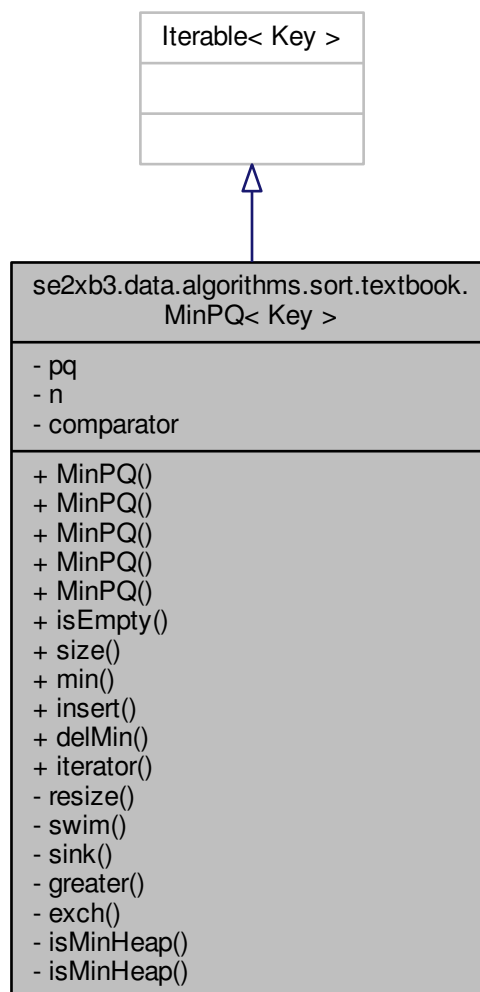 Iterable< Key >
se2xb3.data.algorithms.sort.textbook.
MinPQ< Key >
- pq
- n
- comparator
+ MinPQ()
+ MinPQ()
+ MinPQ()
+ MinPQ()
+ MinPQ()
+ isEmpty()
+ size()
+ min()
+ insert()
+ delMin()
+ iterator()
- resize()
- swim()
- sink()
- greater()
- exch()
- isMinHeap()
- isMinHeap()